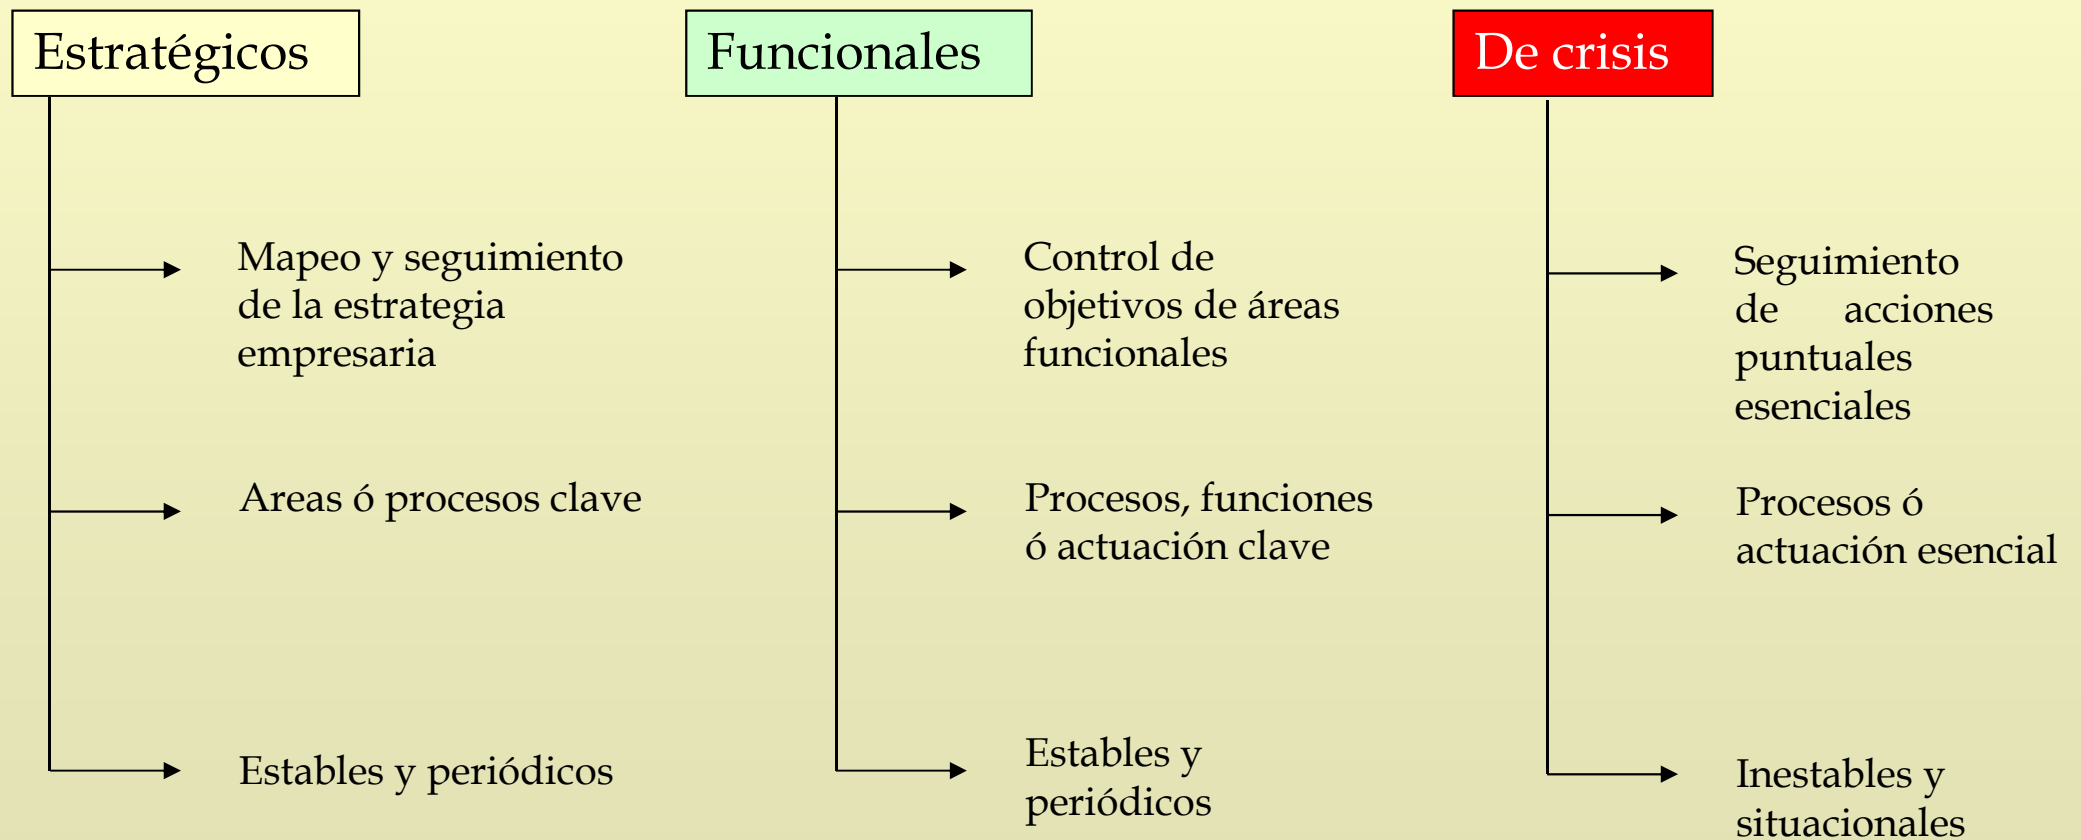 Estratégicos
Mapeo y seguimiento
de la estrategia
empresaria
Areas ó procesos clave
Estables y periódicos
Funcionales
Control de
objetivos de áreas
funcionales
Procesos, funciones
ó actuación clave
Estables y
periódicos
De crisis
Seguimiento
de acciones
puntuales
esenciales
Procesos ó
actuación esencial
Inestables y
situacionales